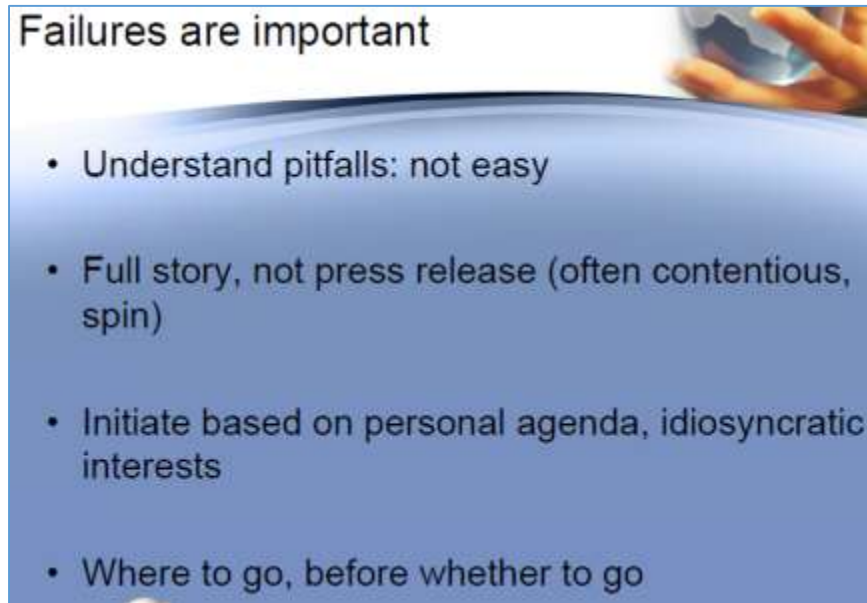 Failures are important
• Understand pitfalls: not easy
• Full story, not press release (often contentious,
spin)
• Initiate based on personal agenda, idiosyncratic
interests
• Where to go, before whether to go